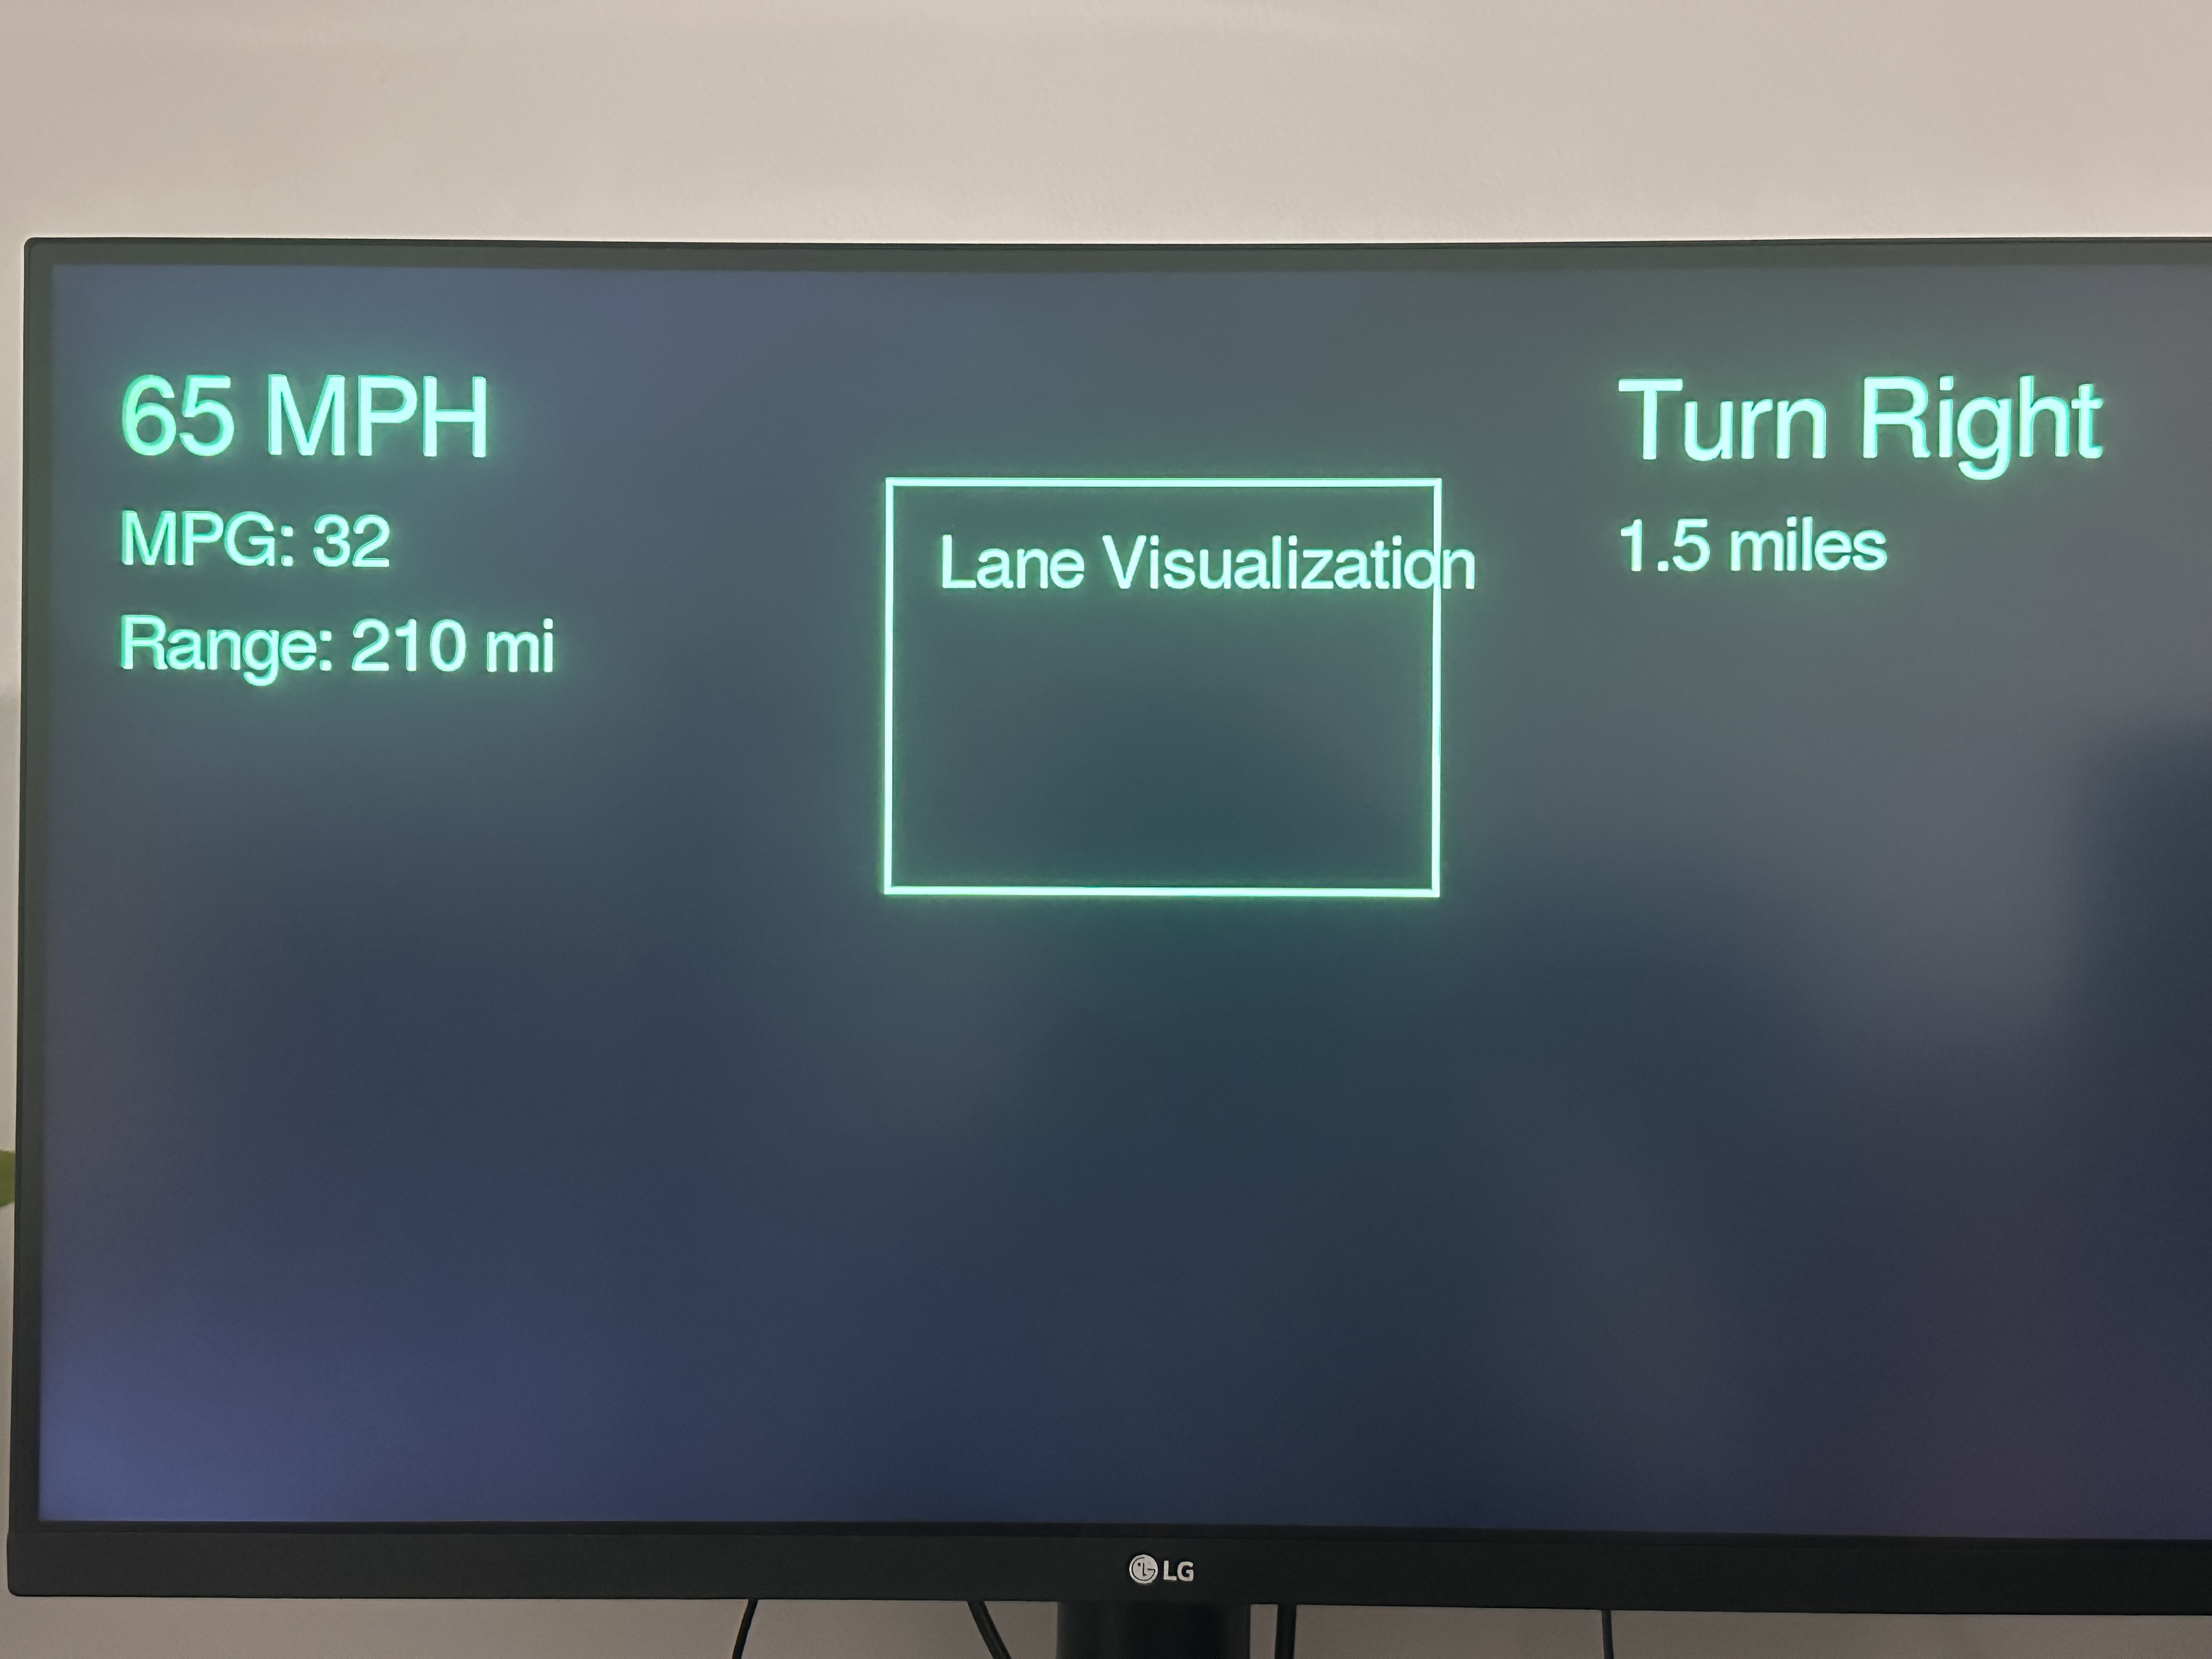 65 MPH
MPG: 32
Range: 210 mi
Lane Visualization
Turn Right
1.5 miles
LG